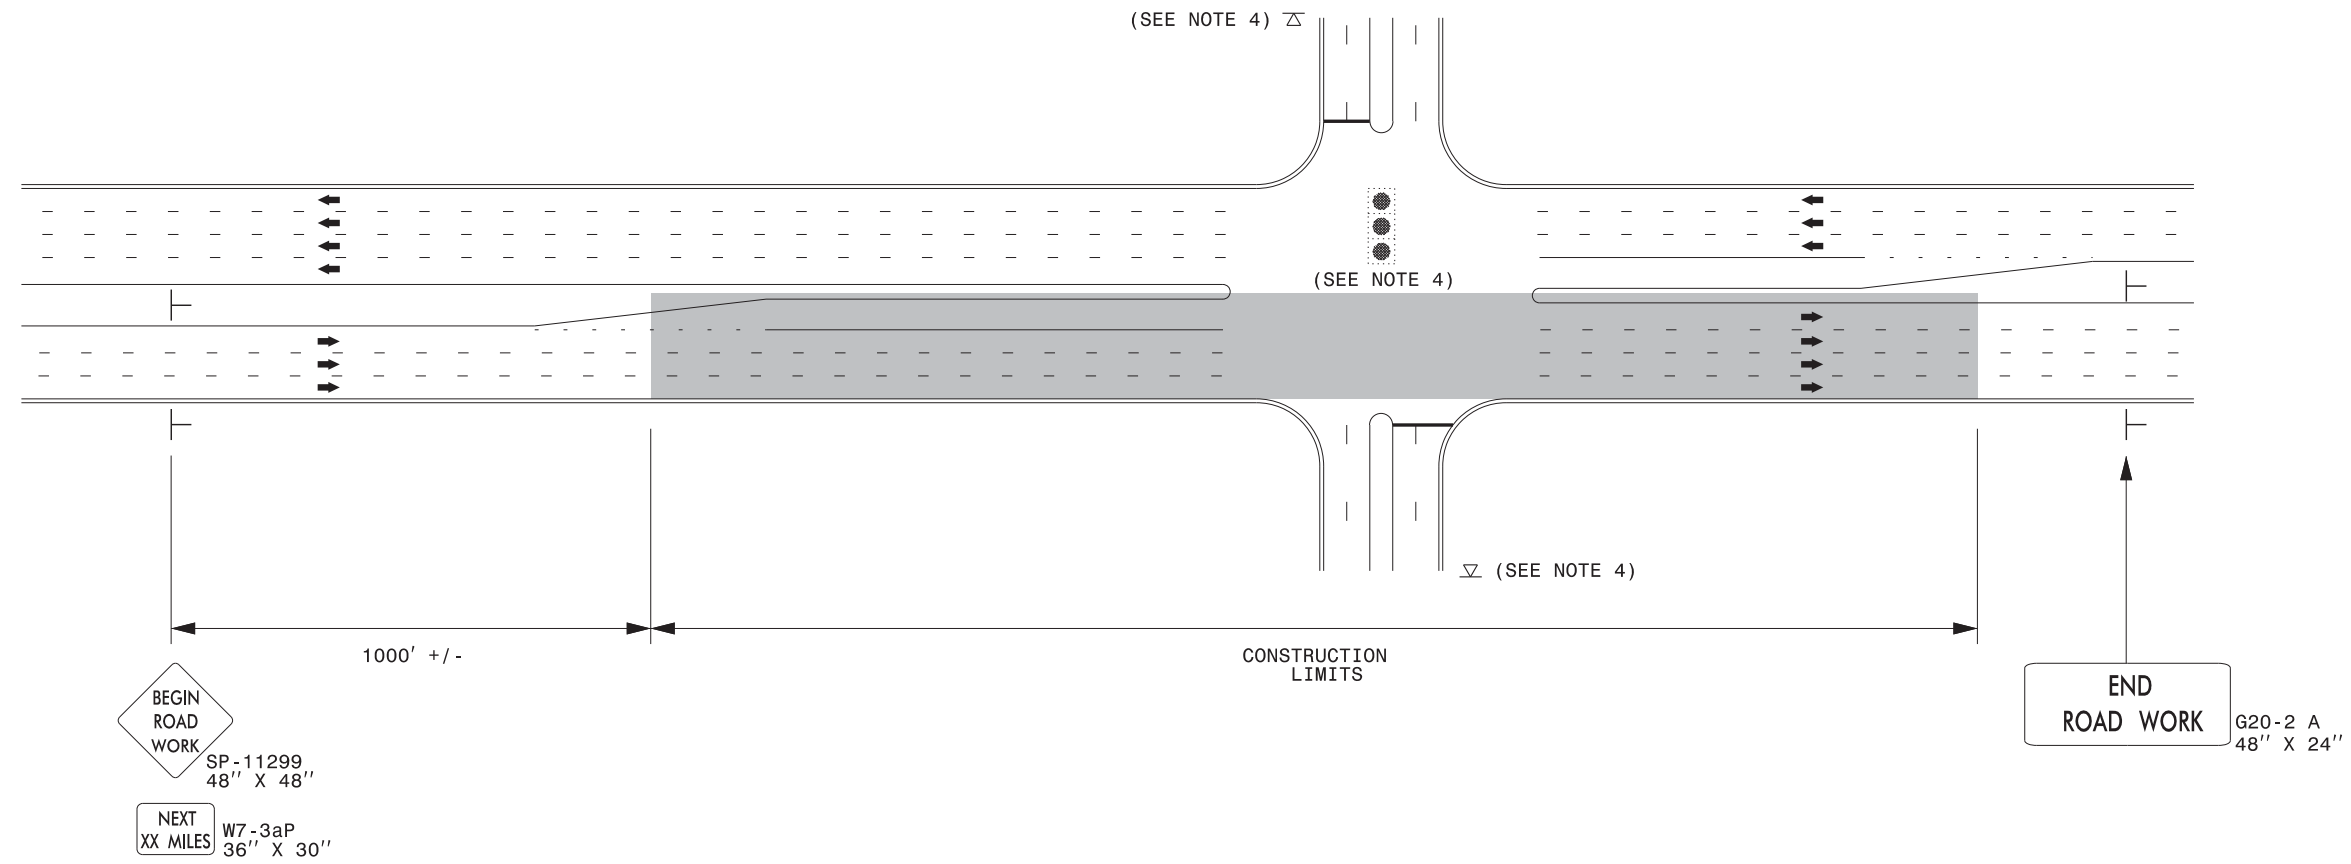 (SEE NOTE 4)
(SEE NOTE 4)
(SEE NOTE 4)
1000' +/-
CONSTRUCTION
LIMITS
BEGIN
ROAD
WORK
SP-11299
48'' X 48''
NEXT
XX MILES
W7-3aP
36'' X 30''
END
ROAD WORK
G20-2 A
48'' X 24''